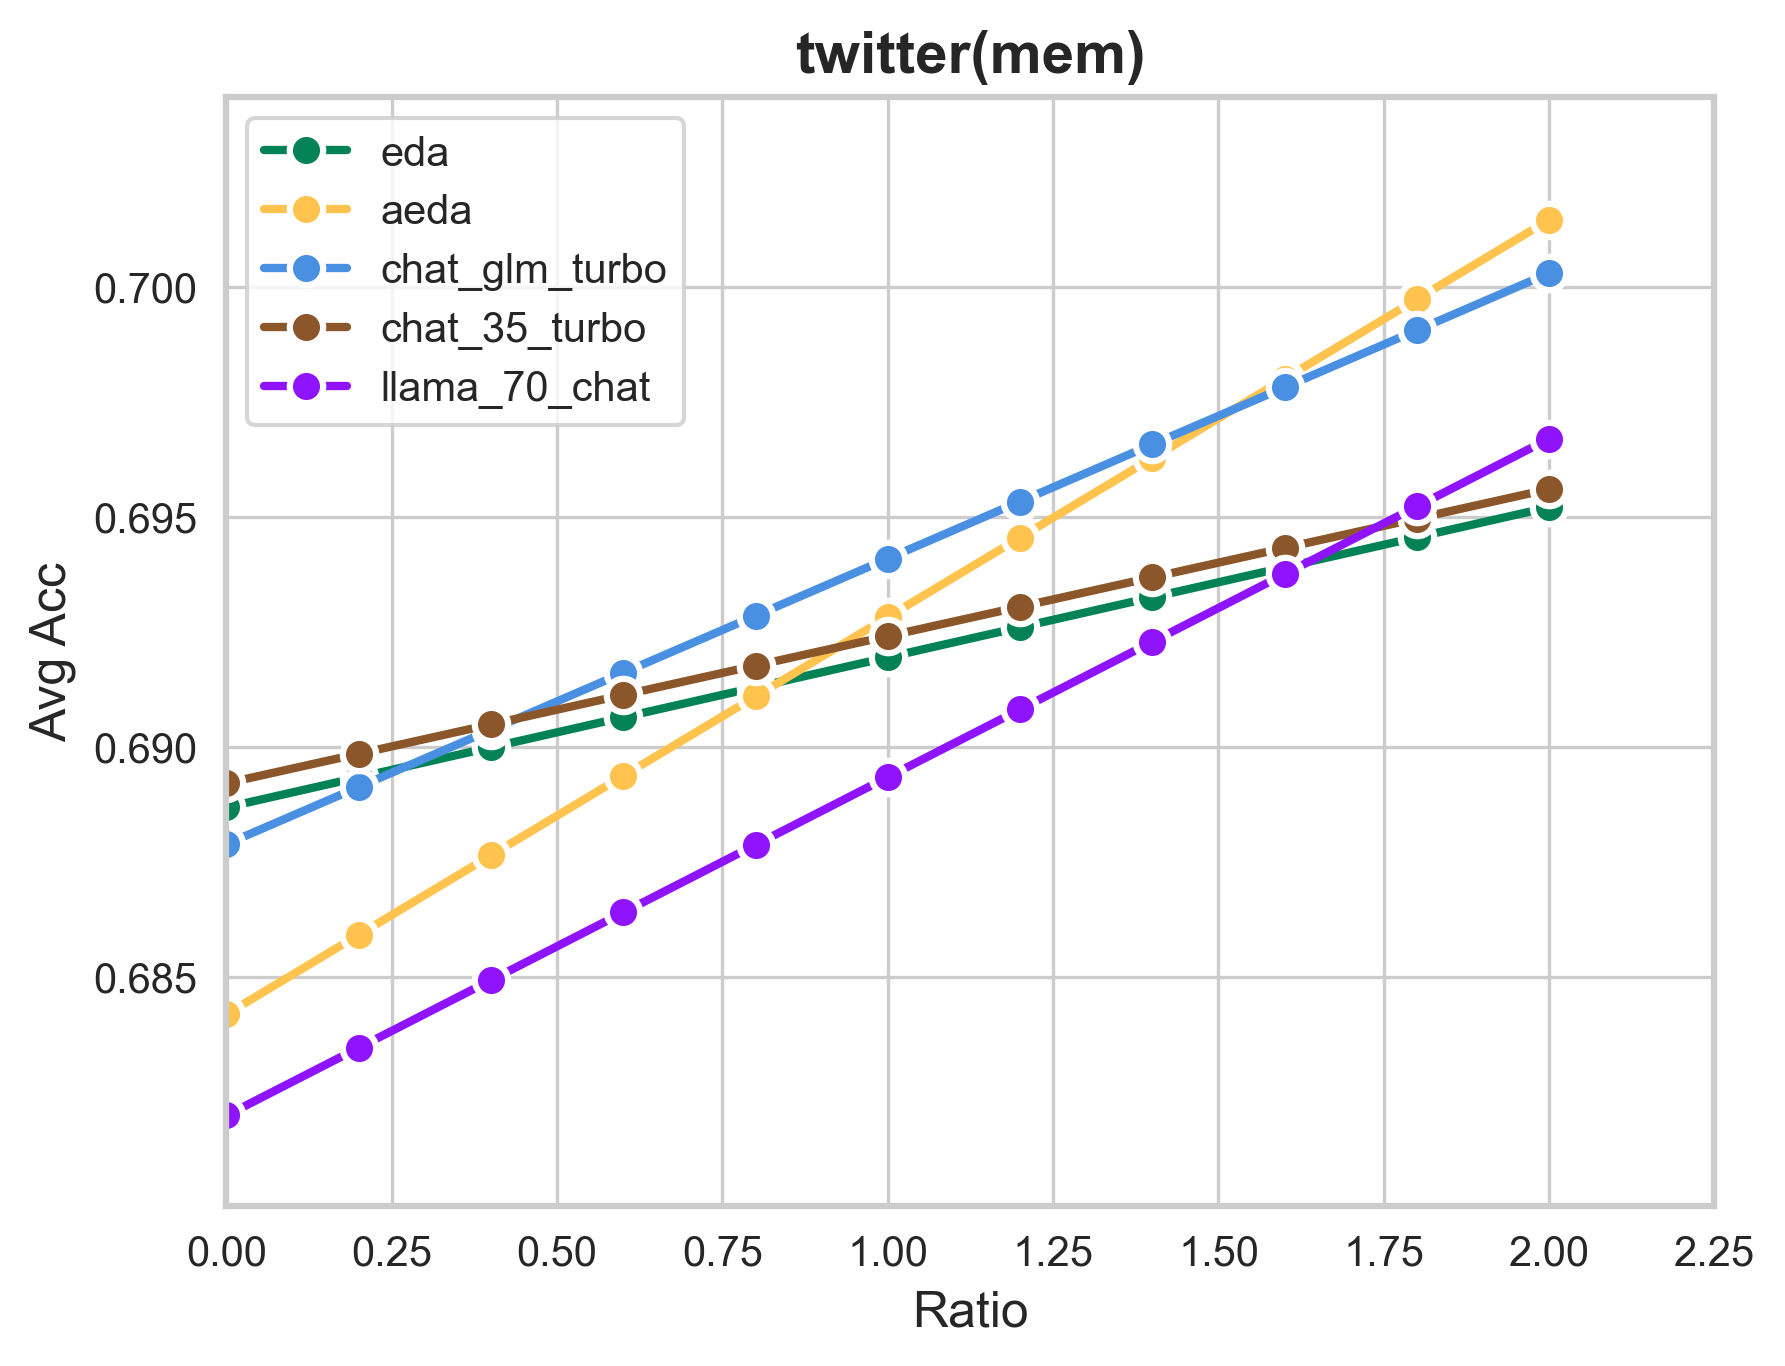 twitter(mem)
eda
aeda
chat_glm_turbo
chat_35_turbo
llama_70_chat
0.700
0.695
0.690
0.685
Avg Acc
0.00 0.25 0.50 0.75 1.00 1.25 1.50 1.75 2.00 2.25
Ratio